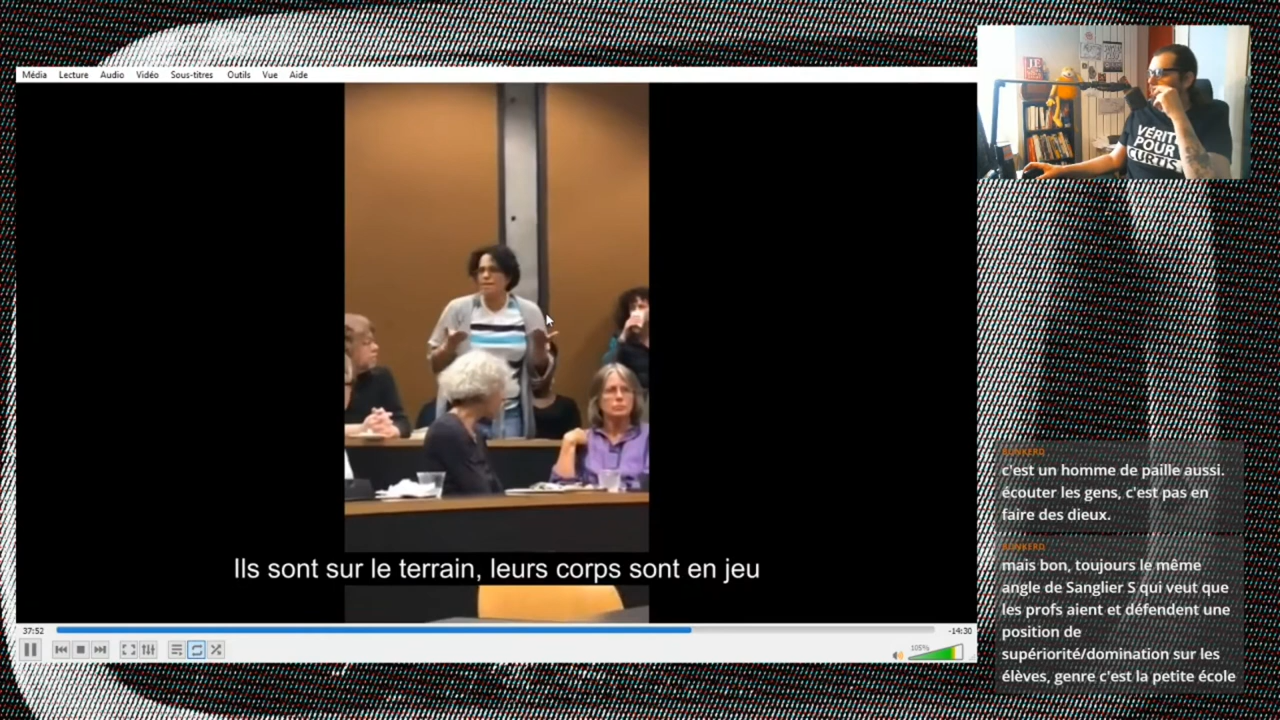 Média Lecture Audio Vidéo Sous-titres Outils Vue Aide
JE
VÉRIT
POUR
CURTIS
Ils sont sur le terrain, leurs corps sont en jeu
37:52
-14:30
105%
c'est un homme de paille aussi.
écouter les gens, c'est pas en
faire des dieux.
mais bon, toujours le même
angle de Sanglier S qui veut que
les profs aient et défendent une
position de
supériorité/domination sur les
élèves, genre c'est la petite école